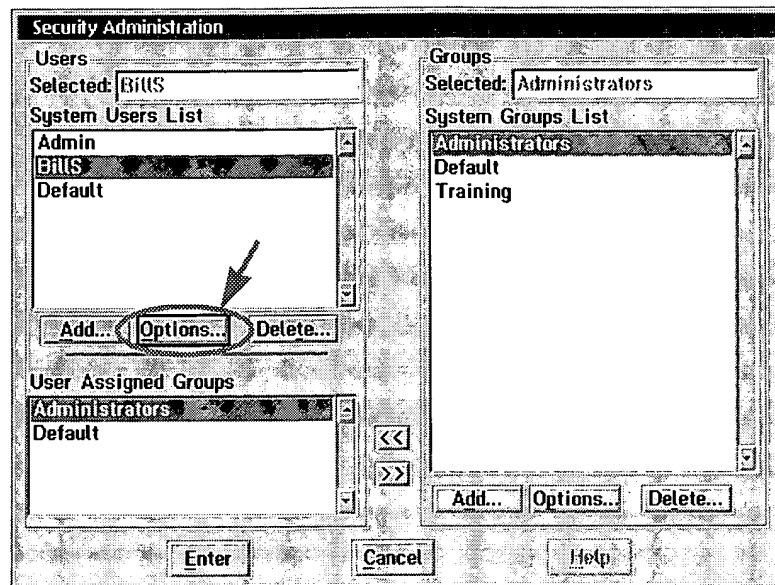 Security Administration
Users
Selected: BillS
System Users List
Admin
BillS
Default
Add... Options... Delete...
User Assigned Groups
Administrators
Default
<<
>>
Groups
Selected: Administrators
System Groups List
Administrators
Default
Training
Add... Options... Delete...
Enter Cancel Help